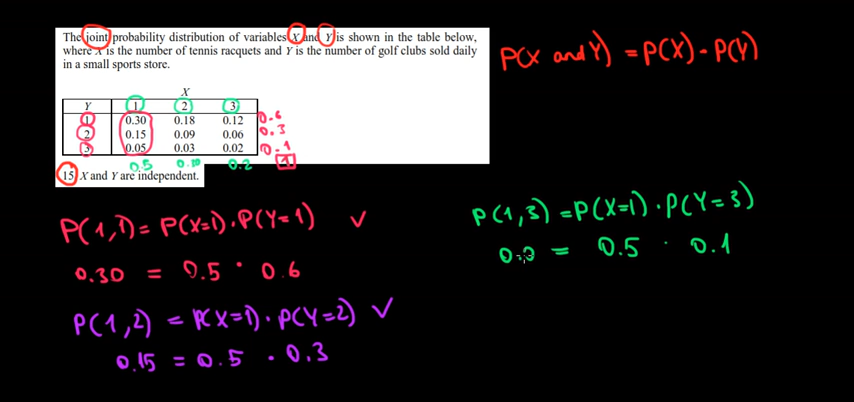 The joint probability distribution of variables X and Y is shown in the table below,
where X is the number of tennis racquets and Y is the number of golf clubs sold daily
in a small sports store.
X
Y 1 2 3
1 0.30 0.18 0.12 0.6
2 0.15 0.09 0.06 0.3
3 0.05 0.03 0.02 0.1
0.5 0.30 0.2 1
15) X and Y are independent.
P(X and Y) = P(X) · P(Y)
P(1,1) = P(X=1) · P(Y=1) ✓
0.30 = 0.5 · 0.6
P(1,2) = P(X=1) · P(Y=2) ✓
0.15 = 0.5 · 0.3
P(1,3) = P(X=1) · P(Y=3)
= 0.5 · 0.1